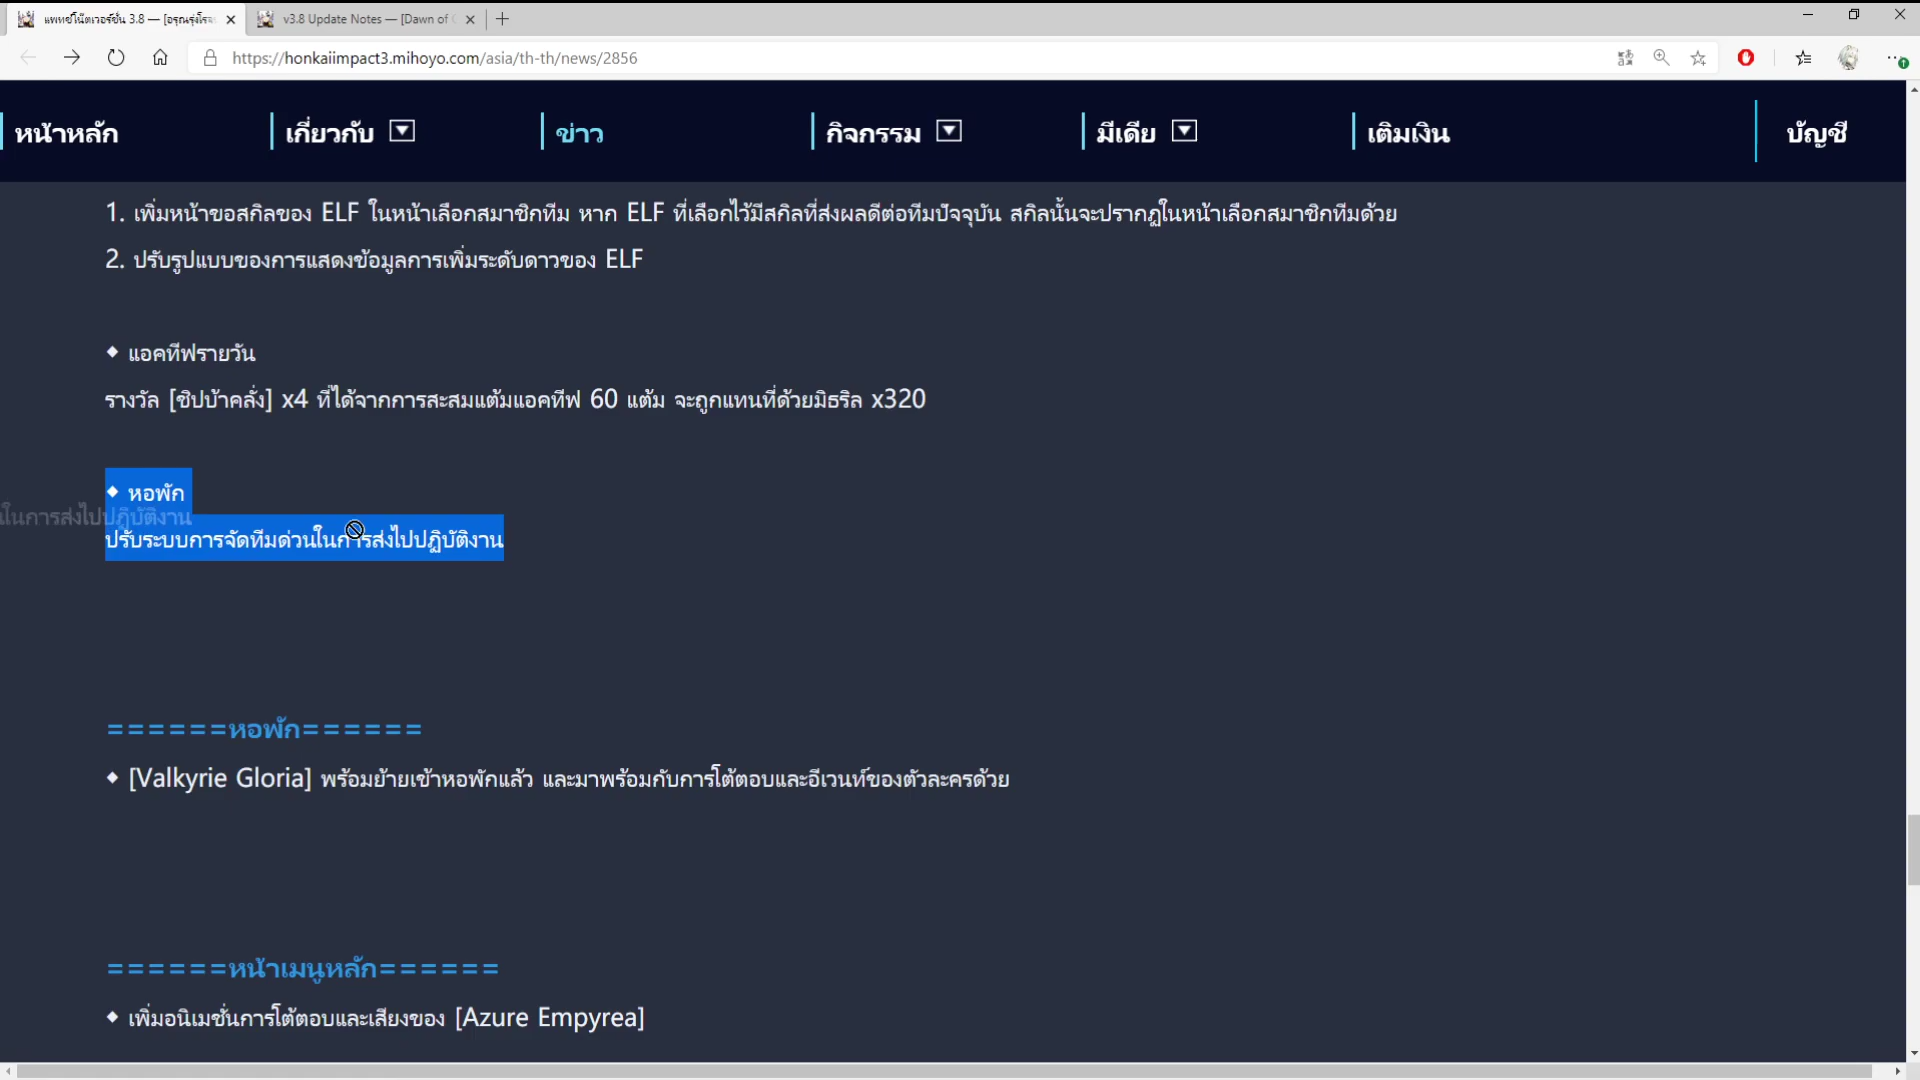 แพทช์โน๊ตเวอร์ชั่น 3.8 — [อรุณรุ่งโรจน
v3.8 Update Notes — [Dawn of
https://honkaiimpact3.mihoyo.com/asia/th-th/news/2856
หน้าหลัก
เกี่ยวกับ
ข่าว
กิจกรรม
มีเดีย
เติมเงิน
บัญชี
1. เพิ่มหน้าขอสกิลของ ELF ในหน้าเลือกสมาชิกทีม หาก ELF ที่เลือกไว้มีสกิลที่ส่งผลดีต่อทีมปัจจุบัน สกิลนั้นจะปรากฏในหน้าเลือกสมาชิกทีมด้วย
2. ปรับรูปแบบของการแสดงข้อมูลการเพิ่มระดับดาวของ ELF
◆ แอคทีฟรายวัน
รางวัล [ชิปบ้าคลั่ง] x4 ที่ได้จากการสะสมแต้มแอคทีฟ 60 แต้ม จะถูกแทนที่ด้วยมิธริล x320
◆ หอพัก
ในการส่งไปปฏิบัติงาน
ปรับระบบการจัดทีมด่วนในการส่งไปปฏิบัติงาน
======หอพัก======
◆ [Valkyrie Gloria] พร้อมย้ายเข้าหอพักแล้ว และมาพร้อมกับการโต้ตอบและอีเวนท์ของตัวละครด้วย
======หน้าเมนูหลัก======
◆ เพิ่มอนิเมชั่นการโต้ตอบและเสียงของ [Azure Empyrea]